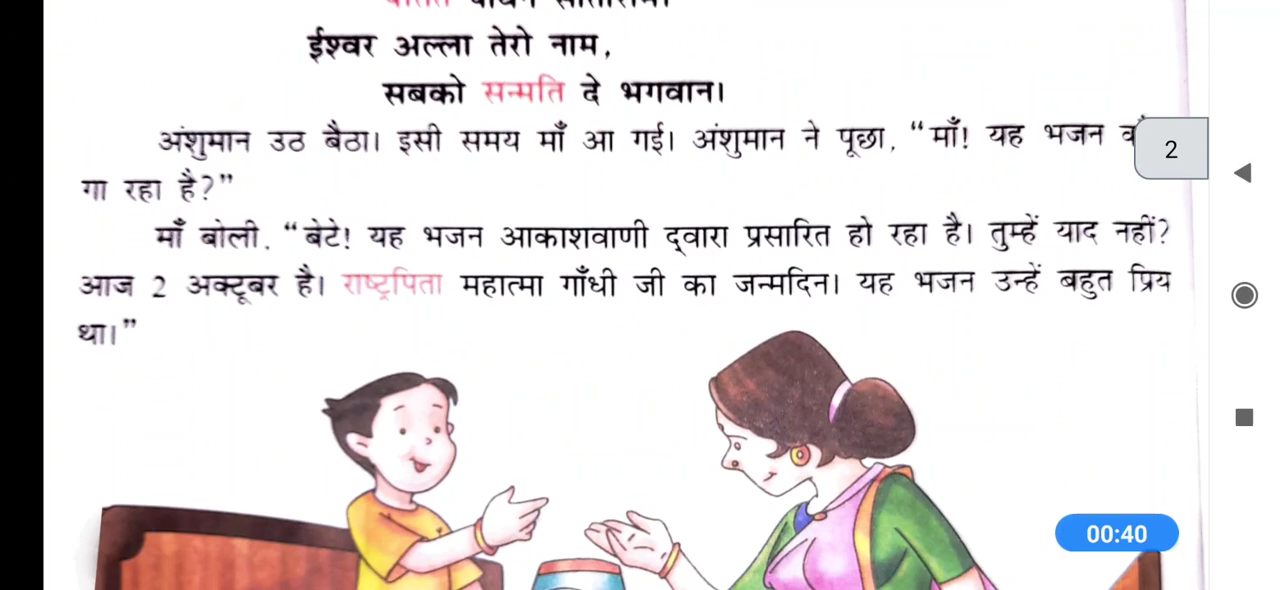 ईश्वर अल्ला तेरो नाम,
सबको सन्मति दे भगवान।
अंशुमान उठ बैठा। इसी समय माँ आ गई। अंशुमान ने पूछा, “माँ! यह भजन
2
गा रहा है?”
माँ बोली, “बेटे! यह भजन आकाशवाणी द्‌वारा प्रसारित हो रहा है। तुम्हें याद नहीं?
आज 2 अक्टूबर है। राष्ट्रपिता महात्मा गाँधी जी का जन्मदिन। यह भजन उन्हें बहुत प्रिय
था।”
00:40